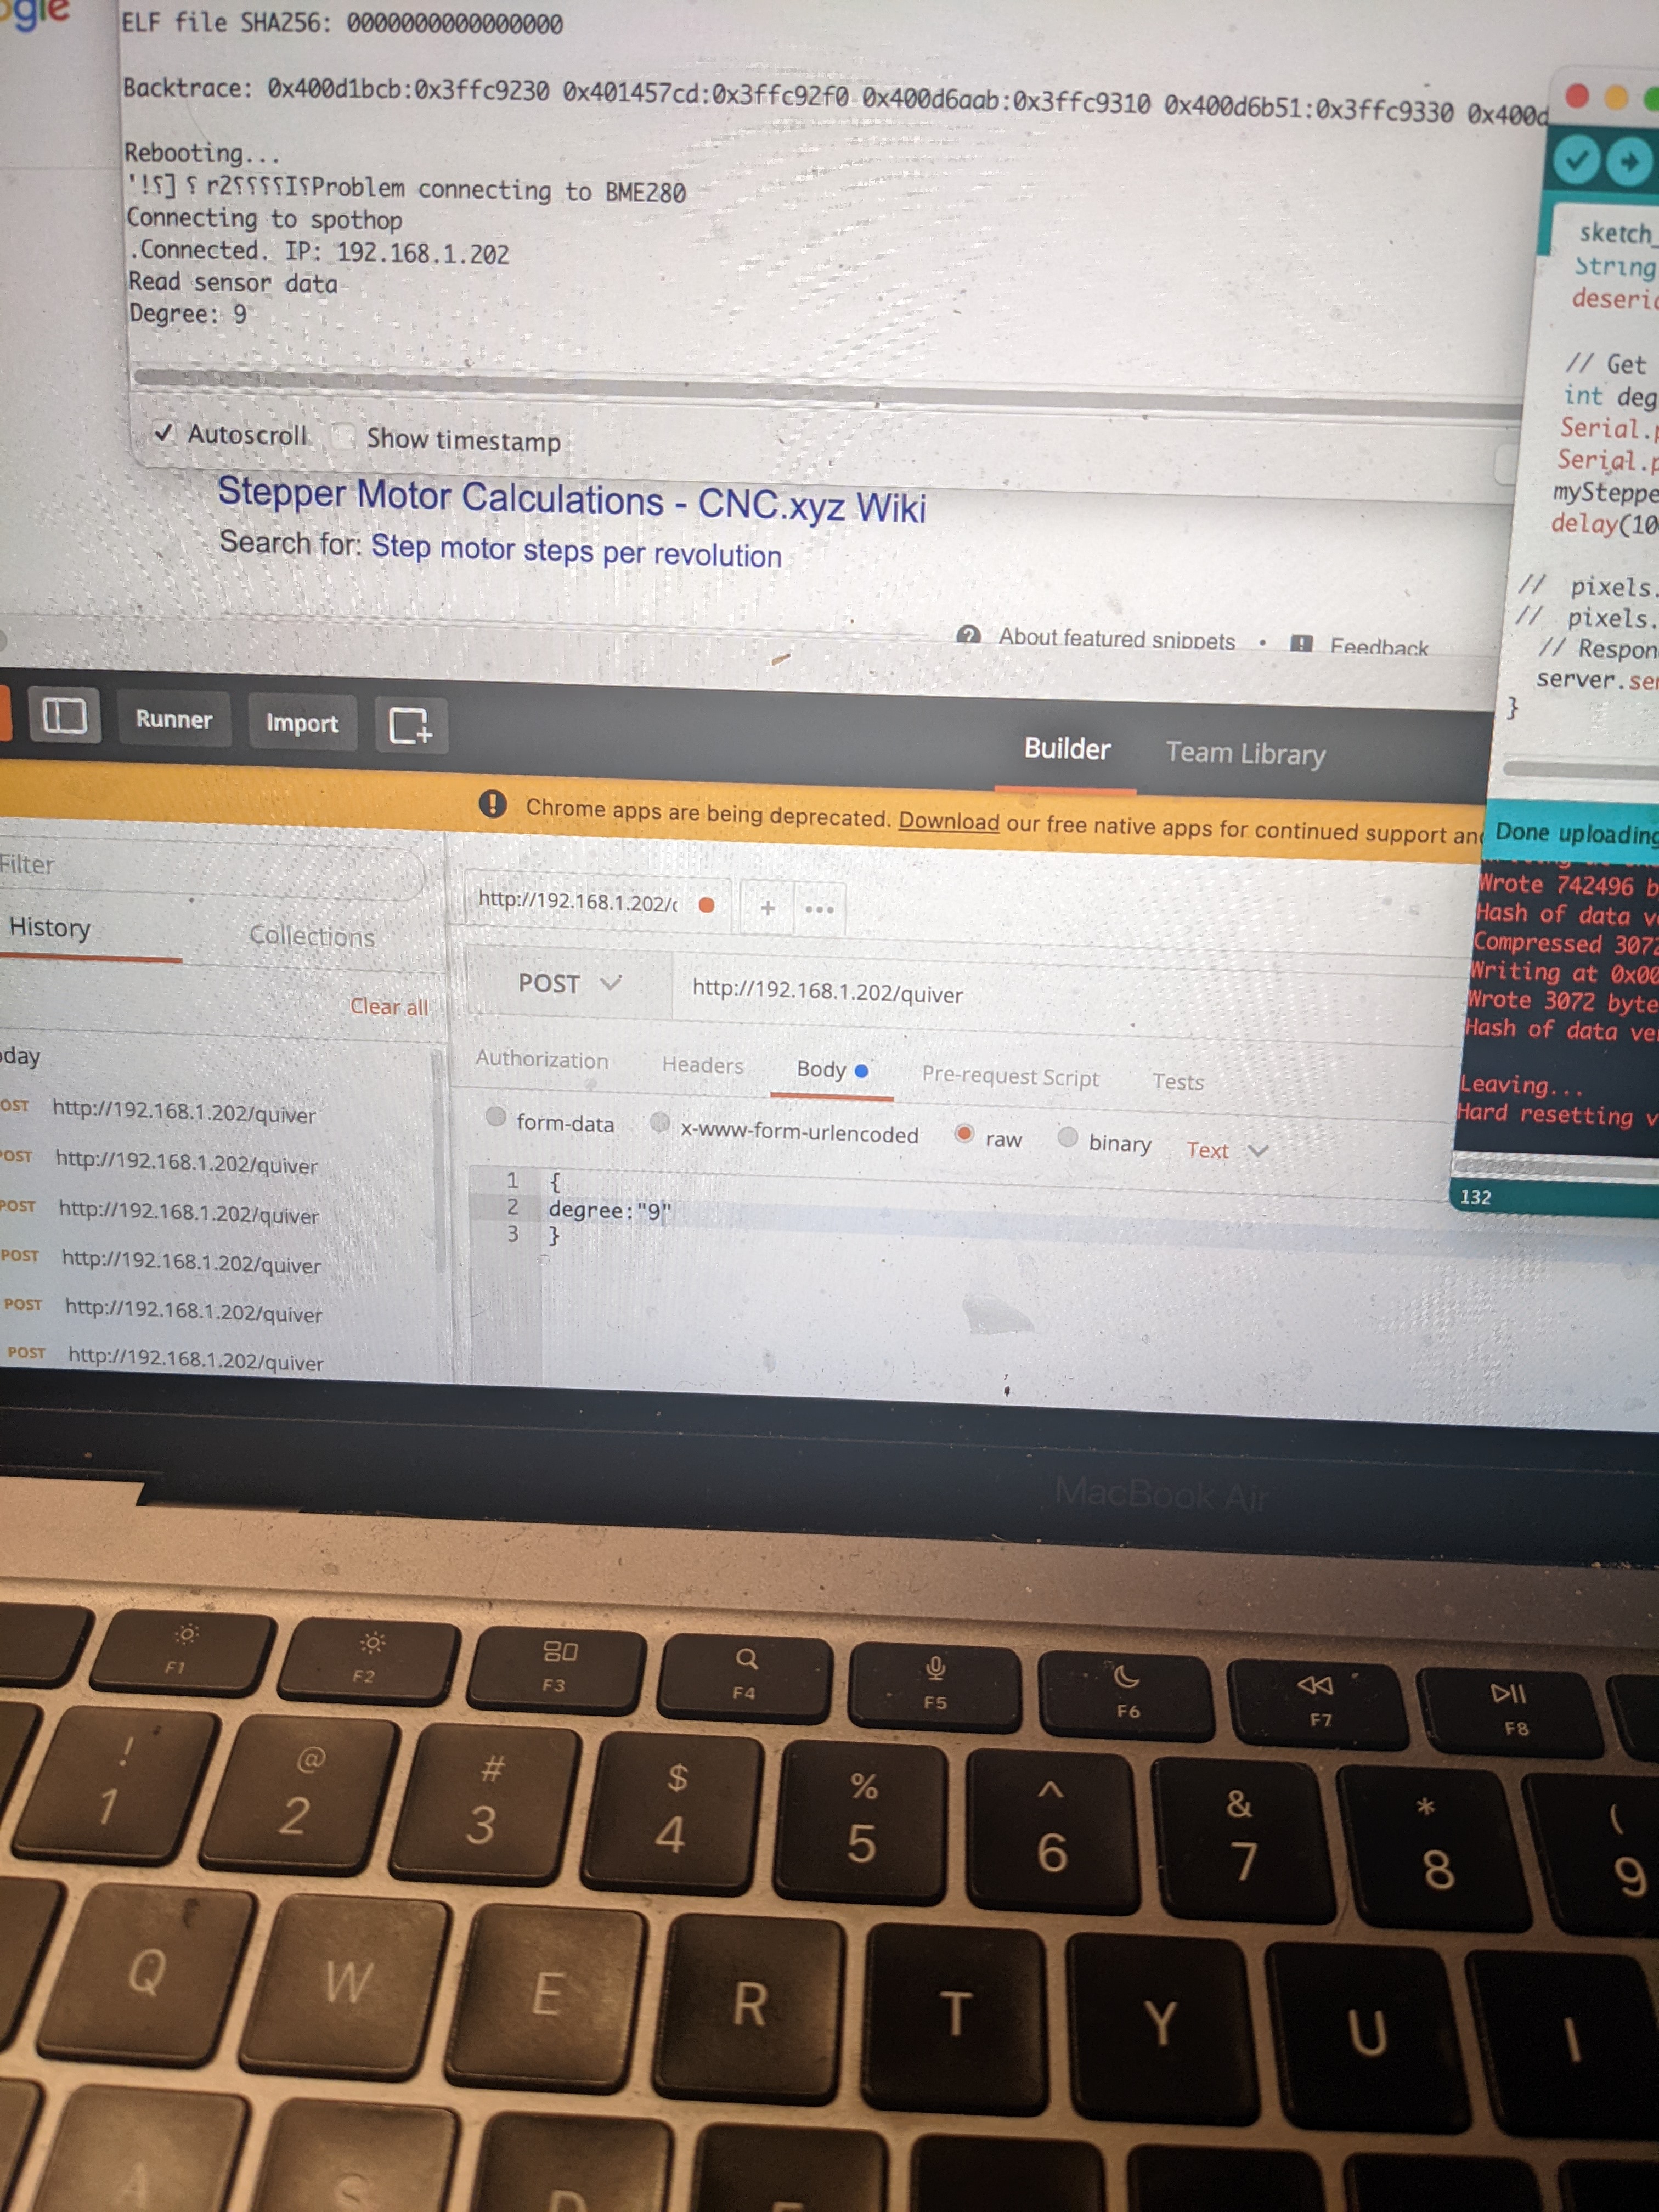 ogle
ELF file SHA256: 0000000000000000
Backtrace: 0x400d1bcb:0x3ffc9230 0x401457cd:0x3ffc92f0 0x400d6aab:0x3ffc9310 0x400d6b51:0x3ffc9330 0x400d
Rebooting...
'!⸮] ⸮ r2⸮⸮⸮⸮I⸮Problem connecting to BME280
Connecting to spothop
.Connected. IP: 192.168.1.202
Read sensor data
Degree: 9
Autoscroll Show timestamp
Stepper Motor Calculations - CNC.xyz Wiki
Search for: Step motor steps per revolution
About featured snippets • Feedback
sketch_
String
deseri
// Get
int deg
Serial.p
Serial.p
mySteppe
delay(10
// pixels.
// pixels.
// Respon
server.se
}
Done uploading
Wrote 742496 b
Hash of data v
Compressed 3072
Writing at 0x00
Wrote 3072 byte
Hash of data ve
Leaving...
Hard resetting v
132
Runner Import Builder Team Library
Chrome apps are being deprecated. Download our free native apps for continued support an
Filter
History Collections
Clear all
day
OST http://192.168.1.202/quiver
OST http://192.168.1.202/quiver
POST http://192.168.1.202/quiver
POST http://192.168.1.202/quiver
POST http://192.168.1.202/quiver
POST http://192.168.1.202/quiver
http://192.168.1.202/
+ •••
POST http://192.168.1.202/quiver
Authorization Headers Body Pre-request Script Tests
form-data x-www-form-urlencoded raw binary Text
1 {
2 degree:"9"
3 }
MacBook Air
F1 F2 F3 F4 F5 F6 F7 F8
! @ # $ % ^ & * (
1 2 3 4 5 6 7 8 9
Q W E R T Y U I
A S D F